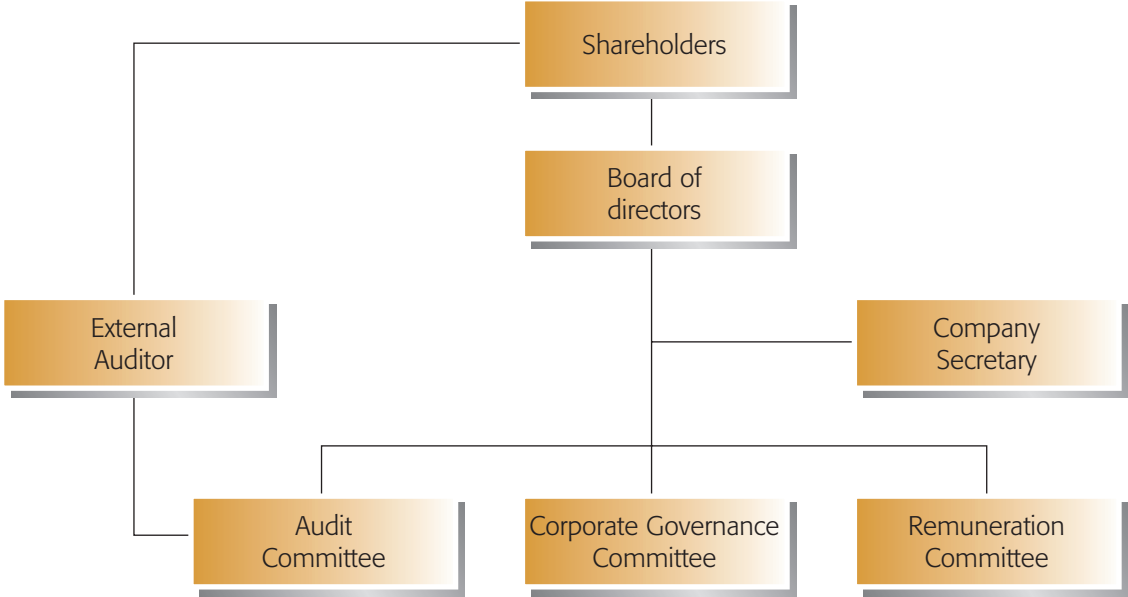 Shareholders
Board of
directors
External
Auditor
Company
Secretary
Audit
Committee
Corporate Governance
Committee
Remuneration
Committee